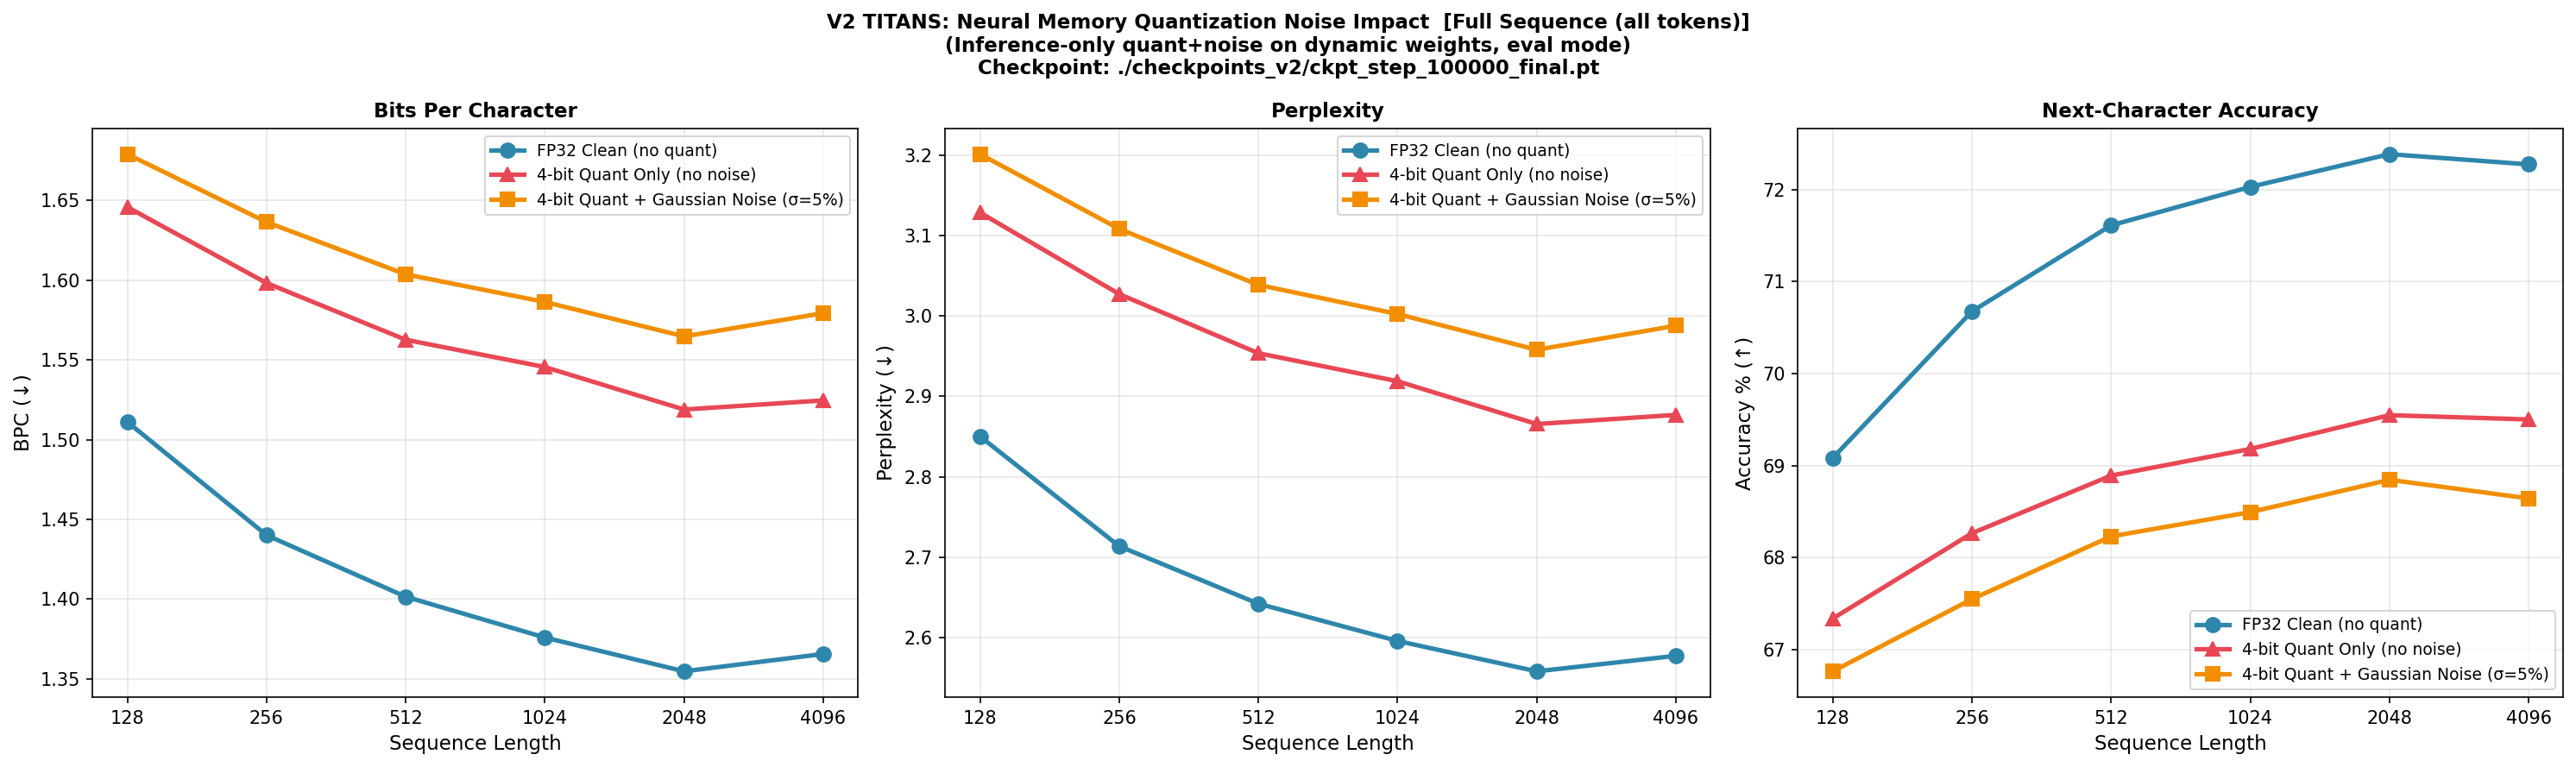 V2 TITANS: Neural Memory Quantization Noise Impact  [Full Sequence (all tokens)]
(Inference-only quant+noise on dynamic weights, eval mode)
Checkpoint: ./checkpoints_v2/ckpt_step_100000_final.pt
Bits Per Character
BPC (↓)
1.65
1.60
1.55
1.50
1.45
1.40
1.35
FP32 Clean (no quant)
4-bit Quant Only (no noise)
4-bit Quant + Gaussian Noise (σ=5%)
128 256 512 1024 2048 4096
Sequence Length
Perplexity
Perplexity (↓)
3.2
3.1
3.0
2.9
2.8
2.7
2.6
FP32 Clean (no quant)
4-bit Quant Only (no noise)
4-bit Quant + Gaussian Noise (σ=5%)
128 256 512 1024 2048 4096
Sequence Length
Next-Character Accuracy
Accuracy % (↑)
72
71
70
69
68
67
FP32 Clean (no quant)
4-bit Quant Only (no noise)
4-bit Quant + Gaussian Noise (σ=5%)
128 256 512 1024 2048 4096
Sequence Length